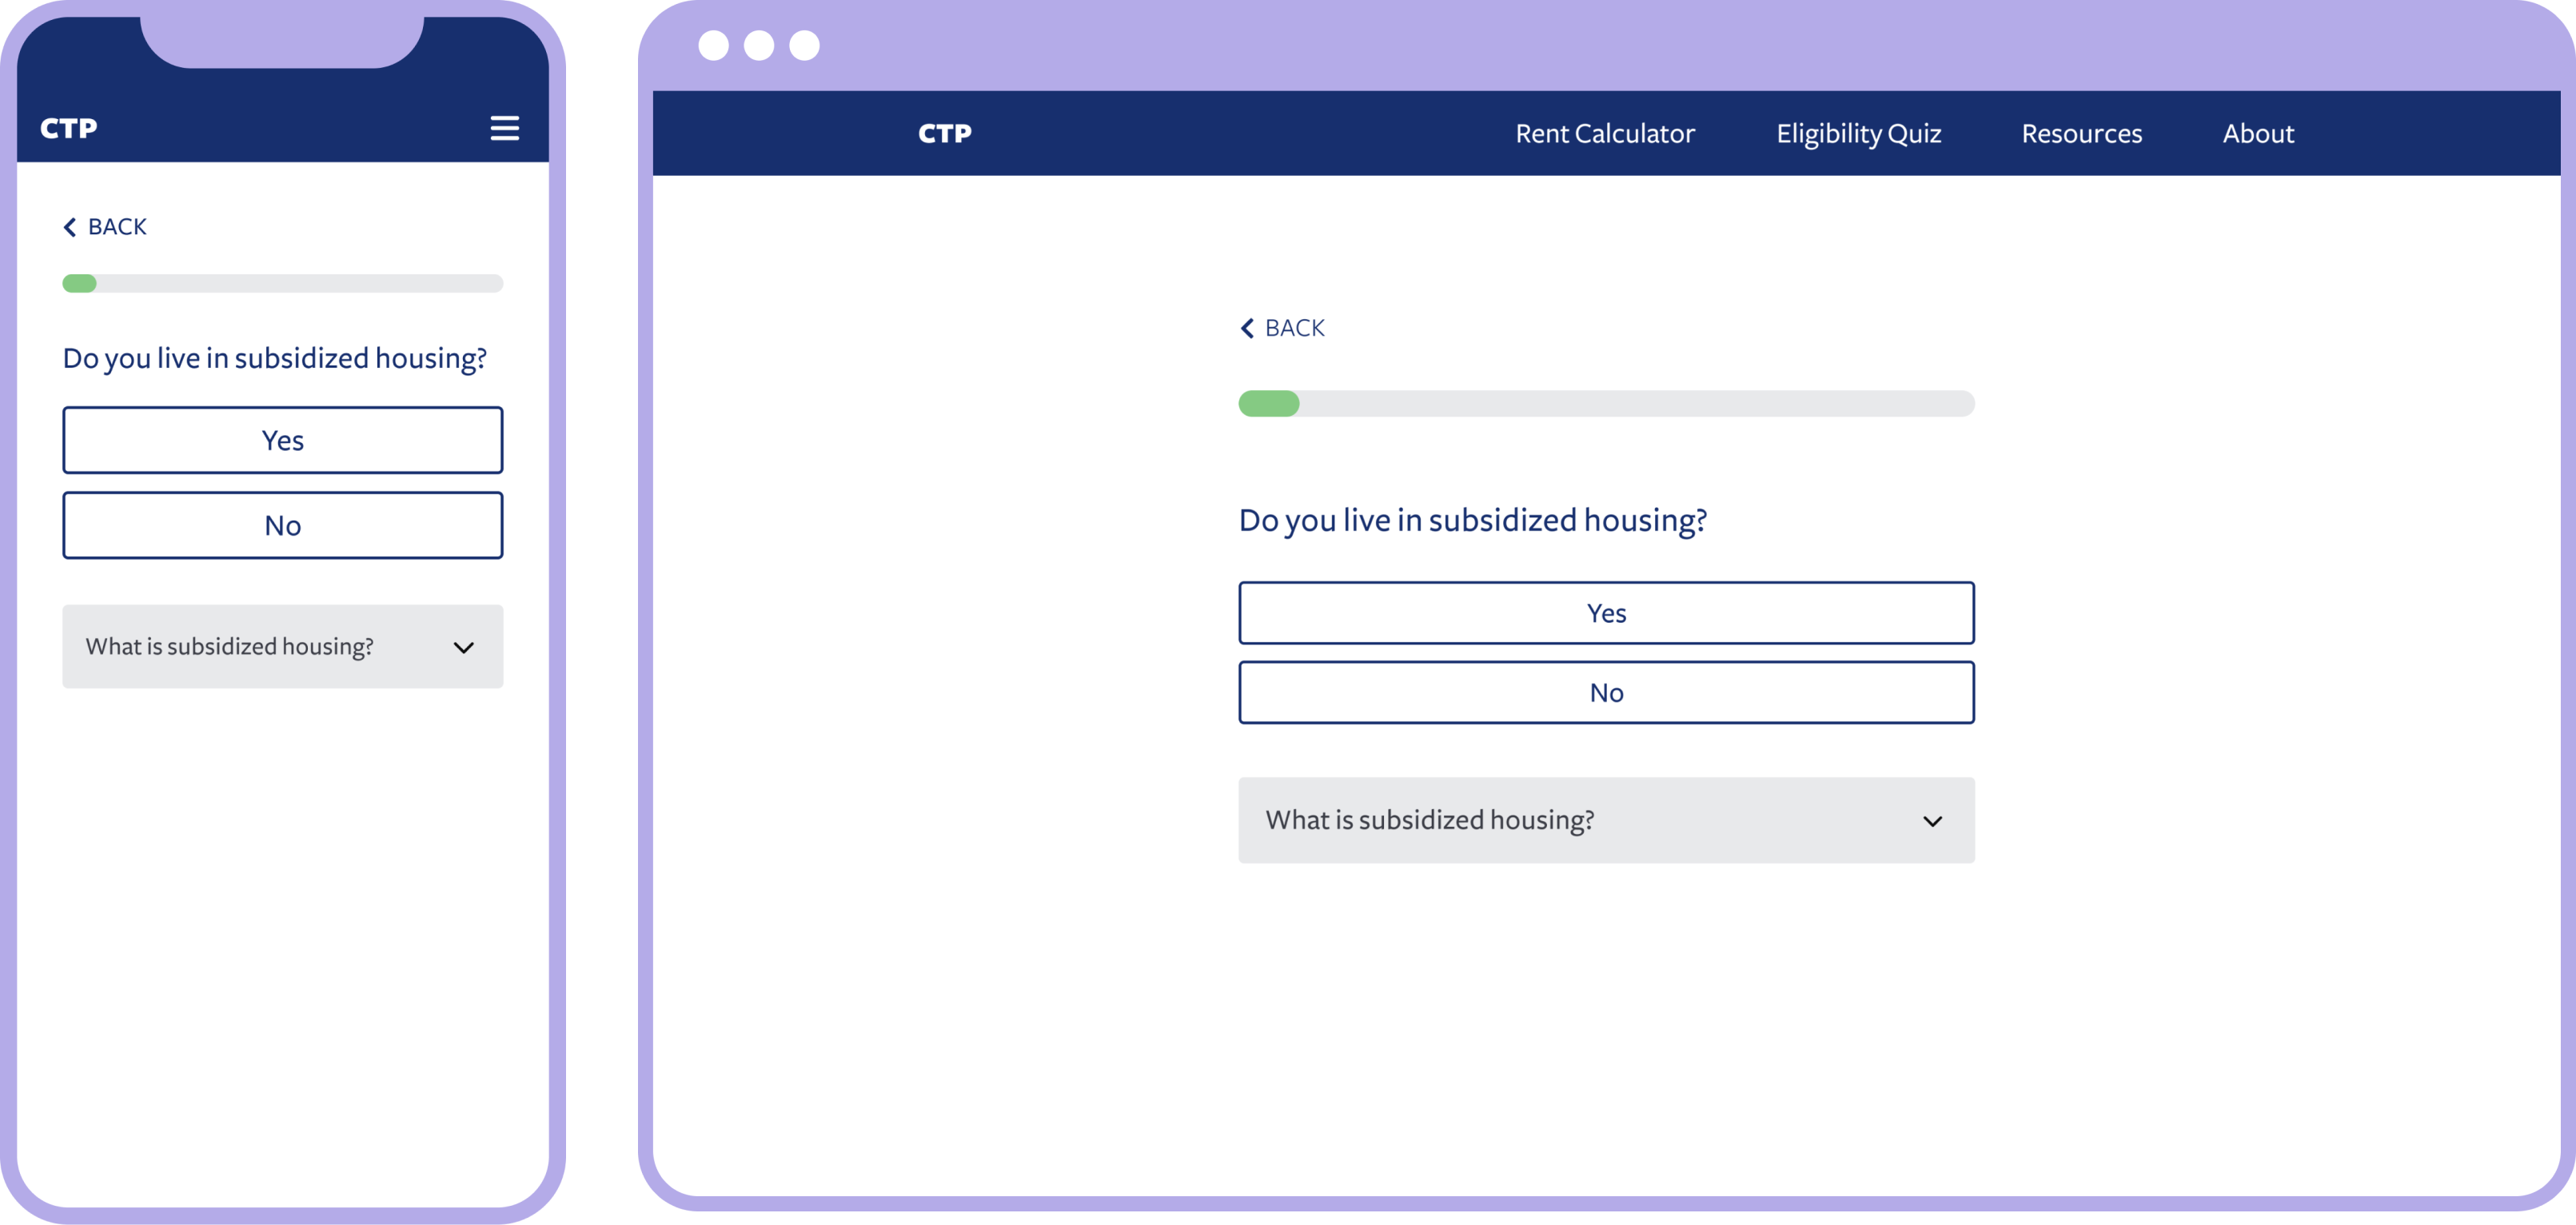 CTP
BACK
Do you live in subsidized housing?
Yes
No
What is subsidized housing?
CTP Rent Calculator Eligibility Quiz Resources About
BACK
Do you live in subsidized housing?
Yes
No
What is subsidized housing?